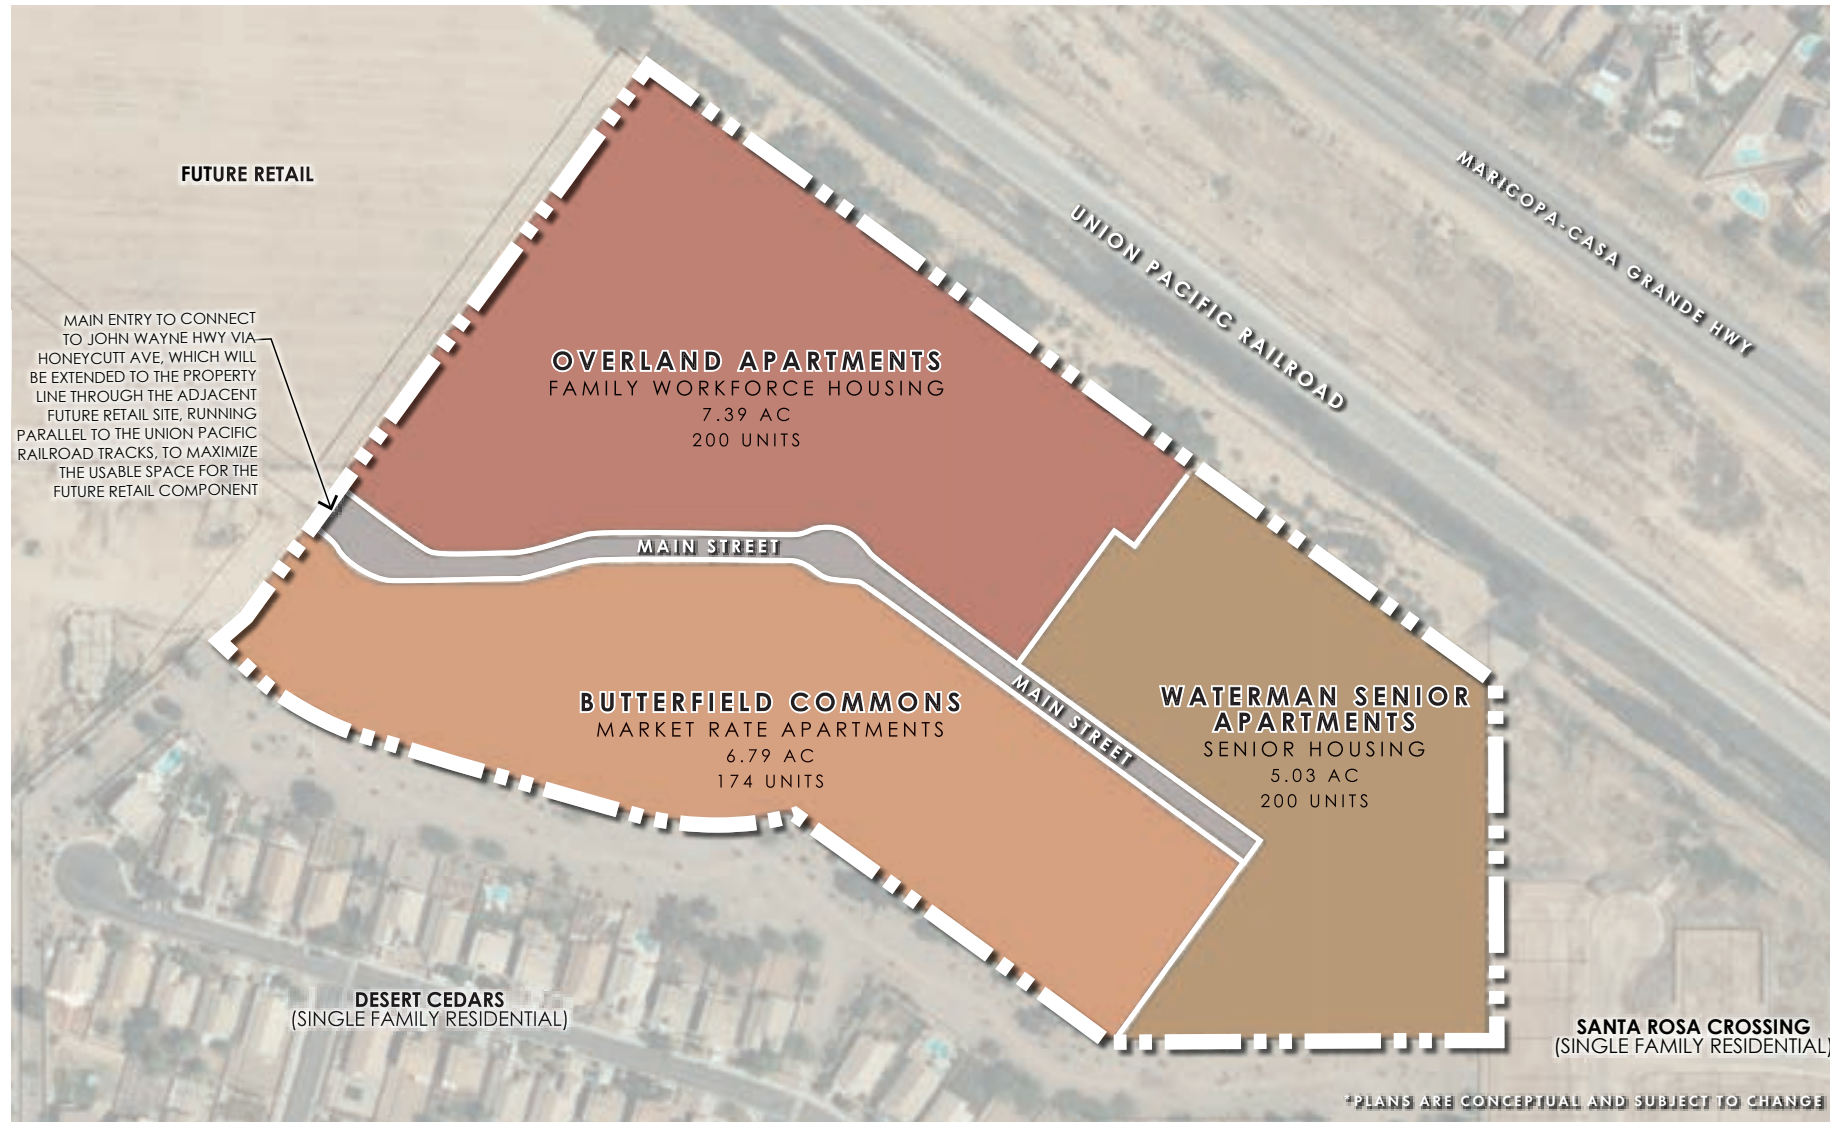 FUTURE RETAIL
MARICOPA-CASA GRANDE HWY
UNION PACIFIC RAILROAD
MAIN ENTRY TO CONNECT
TO JOHN WAYNE HWY VIA
HONEYCUTT AVE, WHICH WILL
BE EXTENDED TO THE PROPERTY
LINE THROUGH THE ADJACENT
FUTURE RETAIL SITE, RUNNING
PARALLEL TO THE UNION PACIFIC
RAILROAD TRACKS, TO MAXIMIZE
THE USABLE SPACE FOR THE
FUTURE RETAIL COMPONENT
OVERLAND APARTMENTS
FAMILY WORKFORCE HOUSING
7.39 AC
200 UNITS
MAIN STREET
MAIN STREET
BUTTERFIELD COMMONS
MARKET RATE APARTMENTS
6.79 AC
174 UNITS
WATERMAN SENIOR
APARTMENTS
SENIOR HOUSING
5.03 AC
200 UNITS
DESERT CEDARS
(SINGLE FAMILY RESIDENTIAL)
SANTA ROSA CROSSING
(SINGLE FAMILY RESIDENTIAL)
*PLANS ARE CONCEPTUAL AND SUBJECT TO CHANGE